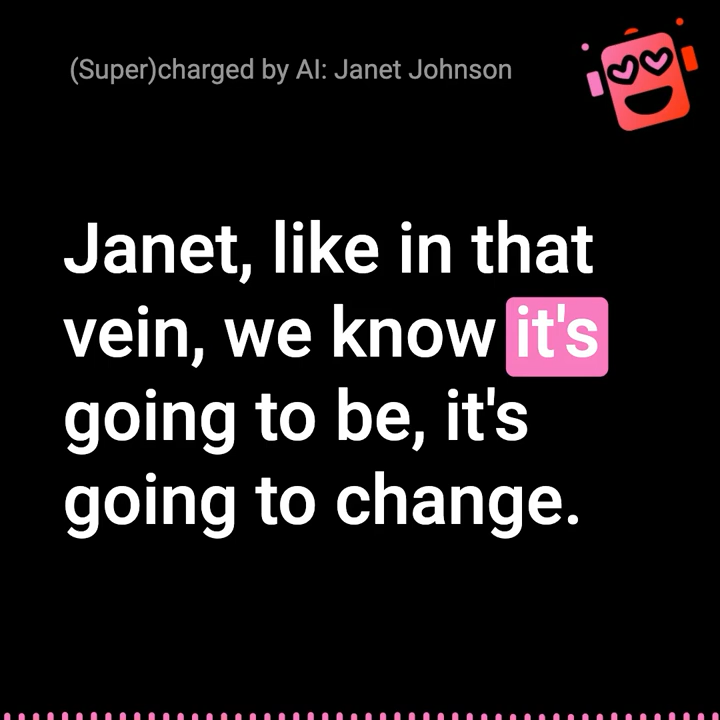 (Super)charged by AI: Janet Johnson
Janet, like in that
vein, we know it's
going to be, it's
going to change.